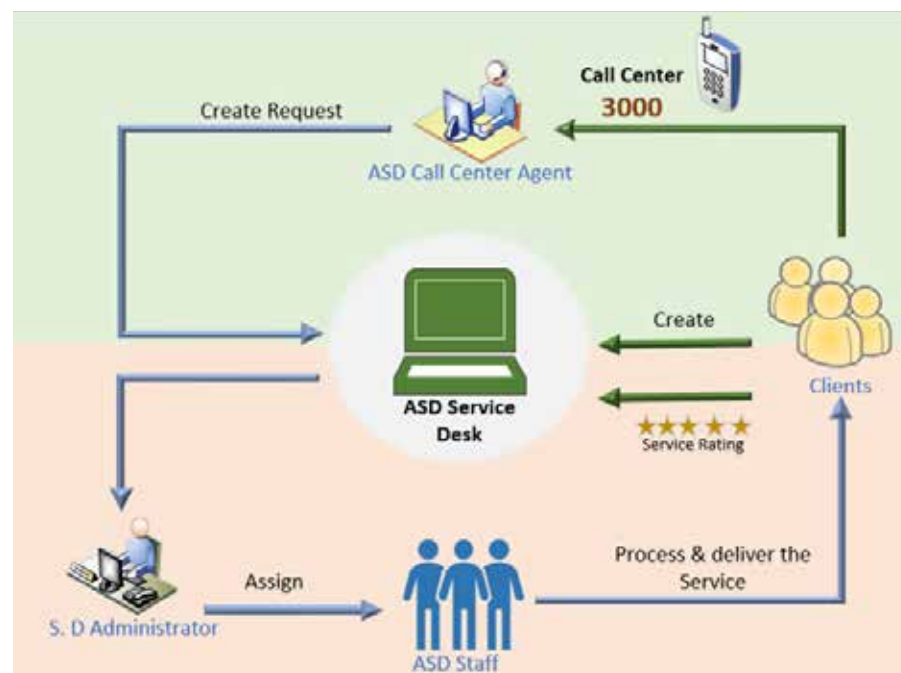 Call Center
3000
Create Request
ASD Call Center Agent
Create
Clients
ASD Service
Desk
Service Rating
Process & deliver the
Service
Assign
S. D Administrator
ASD Staff